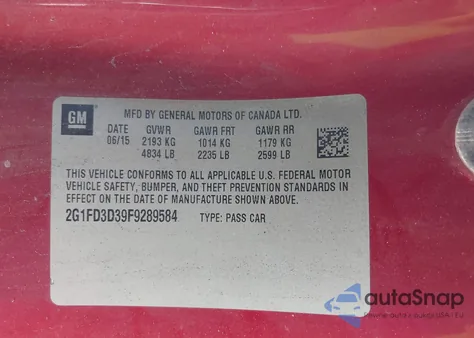 GM
MFD BY GENERAL MOTORS OF CANADA LTD.
DATE GVWR GAWR FRT GAWR RR
06/15 2193 KG 1014 KG 1179 KG
4834 LB 2235 LB 2599 LB
THIS VEHICLE CONFORMS TO ALL APPLICABLE U.S. FEDERAL MOTOR
VEHICLE SAFETY, BUMPER, AND THEFT PREVENTION STANDARDS IN
EFFECT ON THE DATE OF MANUFACTURE SHOWN ABOVE.
2G1FD3D39F9289584 TYPE: PASS CAR
autoSnap